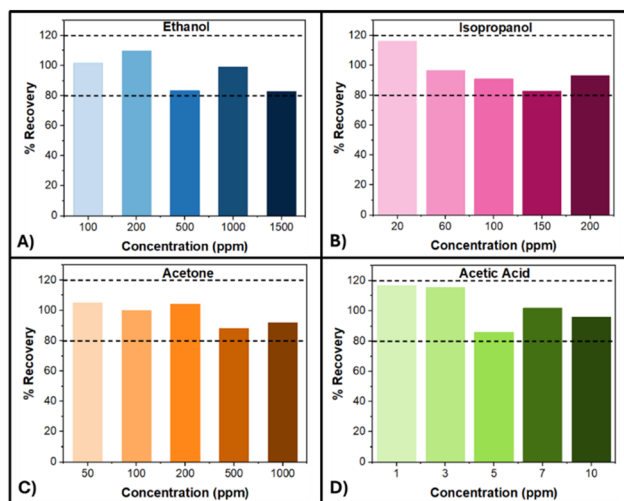 Ethanol
120
100
80
60
40
20
0
% Recovery
100 200 500 1000 1500
Concentration (ppm)
A)
Isopropanol
120
100
80
60
40
20
0
% Recovery
20 60 100 150 200
Concentration (ppm)
B)
Acetone
120
100
80
60
40
20
0
% Recovery
50 100 200 500 1000
Concentration (ppm)
C)
Acetic Acid
120
100
80
60
40
20
0
% Recovery
1 3 5 7 10
Concentration (ppm)
D)